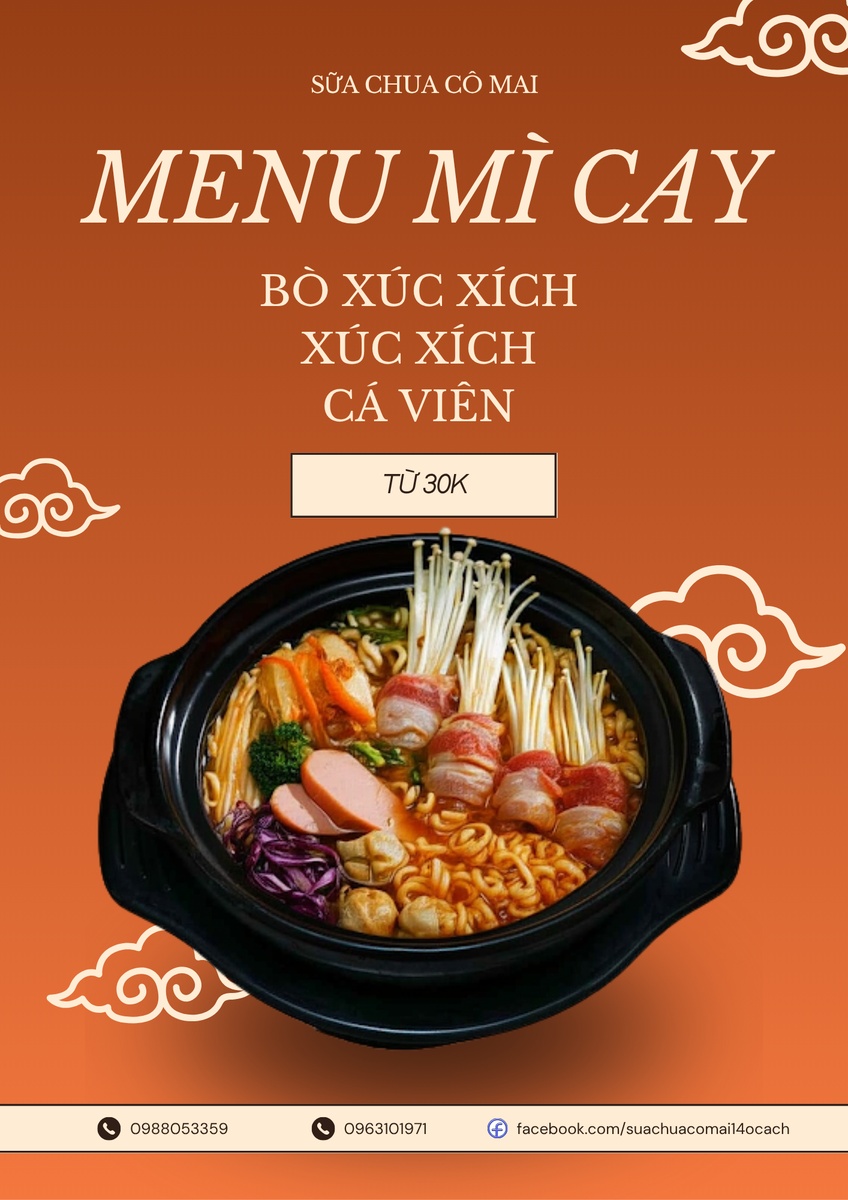 SỮA CHUA CÔ MAI
MENU MÌ CAY
BÒ XÚC XÍCH
XÚC XÍCH
CÁ VIÊN
TỪ 30K
0988053359 0963101971 facebook.com/suachuacomai14ocach